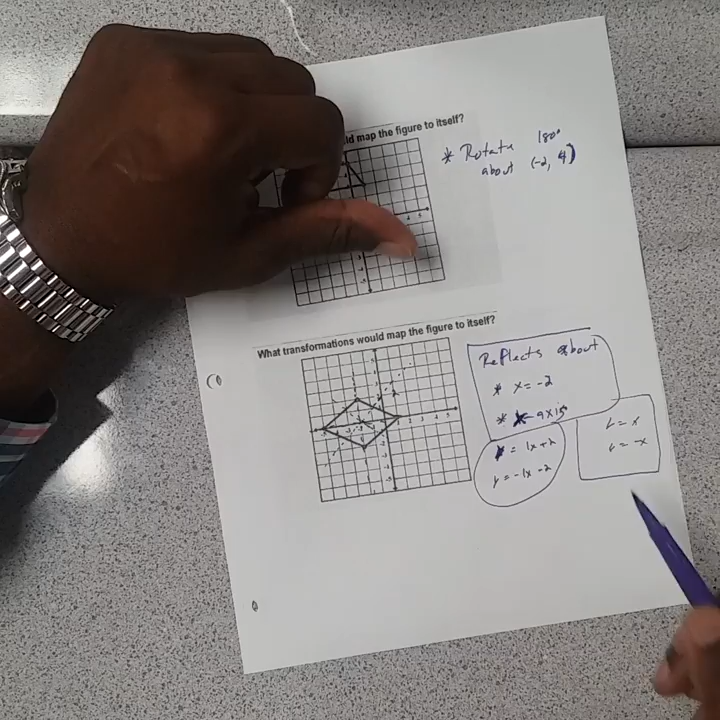 ld map the figure to itself?
* Rotate 180°
about (-2, 4)
What transformations would map the figure to itself?
Reflects about
* x = -2
* x-axis
y = 1x+2
y = -1x-2
y = x
y = -x